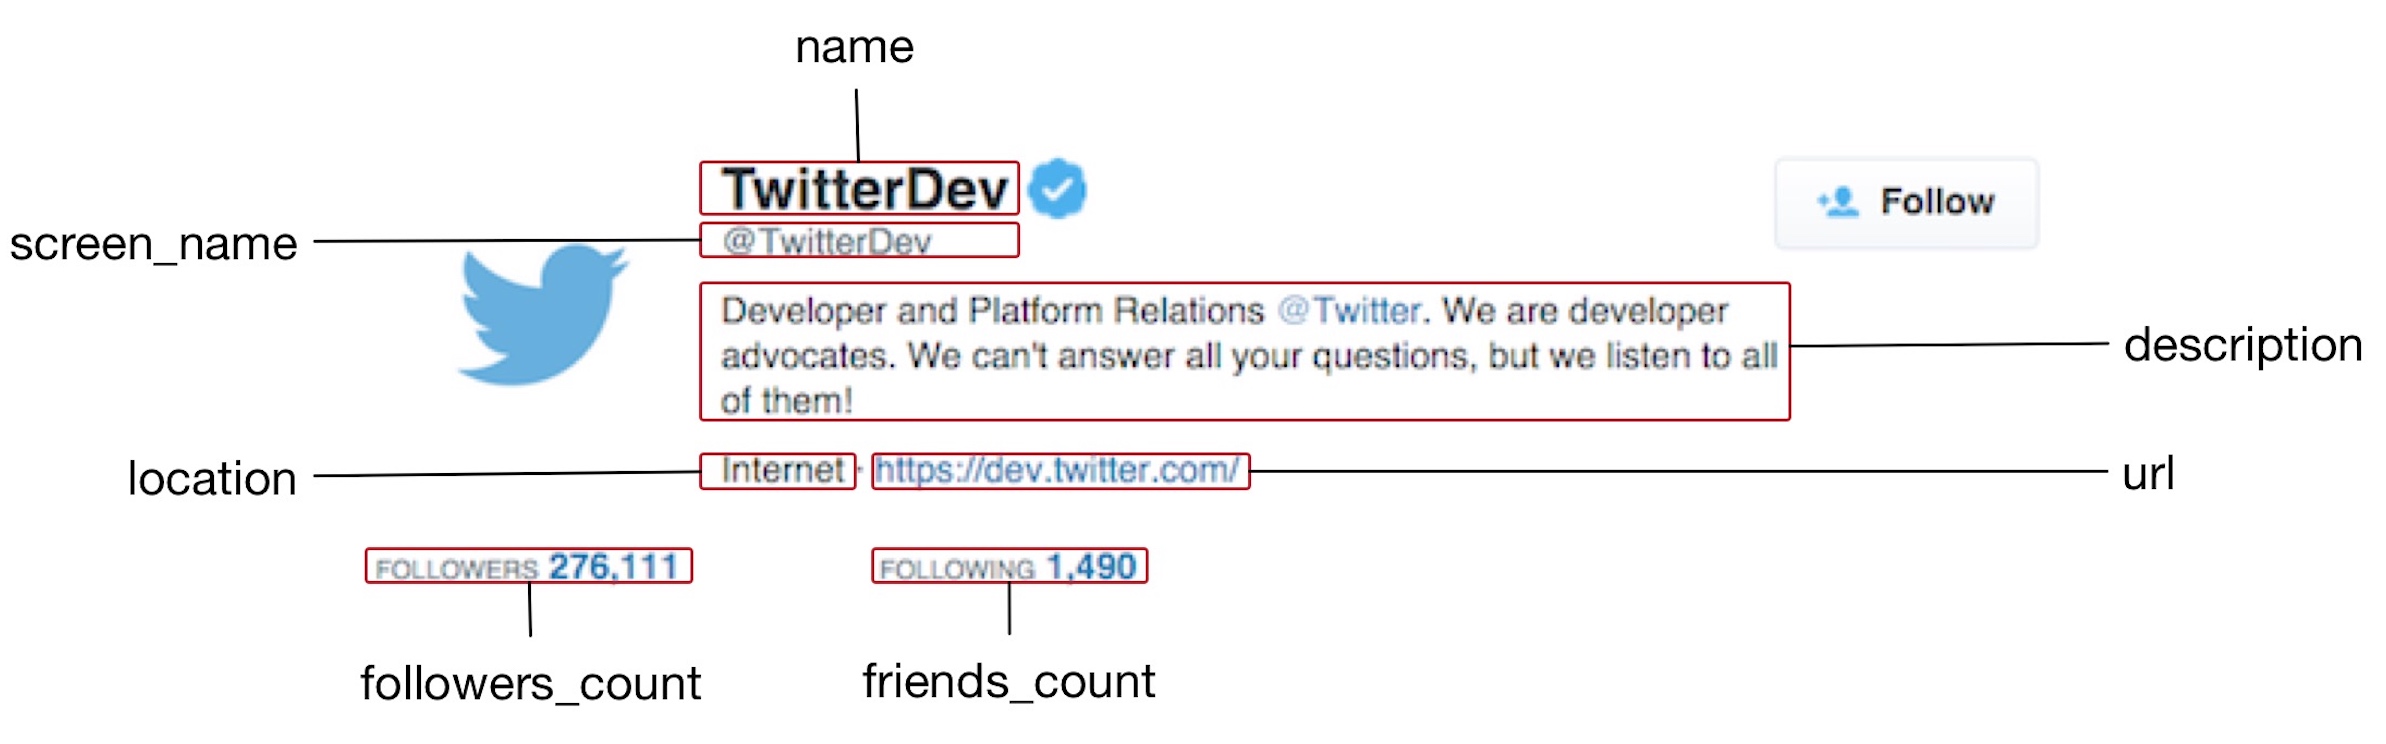 name
TwitterDev
Follow
screen_name
@TwitterDev
Developer and Platform Relations @Twitter. We are developer
advocates. We can't answer all your questions, but we listen to all
of them!
description
location
Internet · https://dev.twitter.com/
url
FOLLOWERS 276,111
FOLLOWING 1,490
followers_count
friends_count